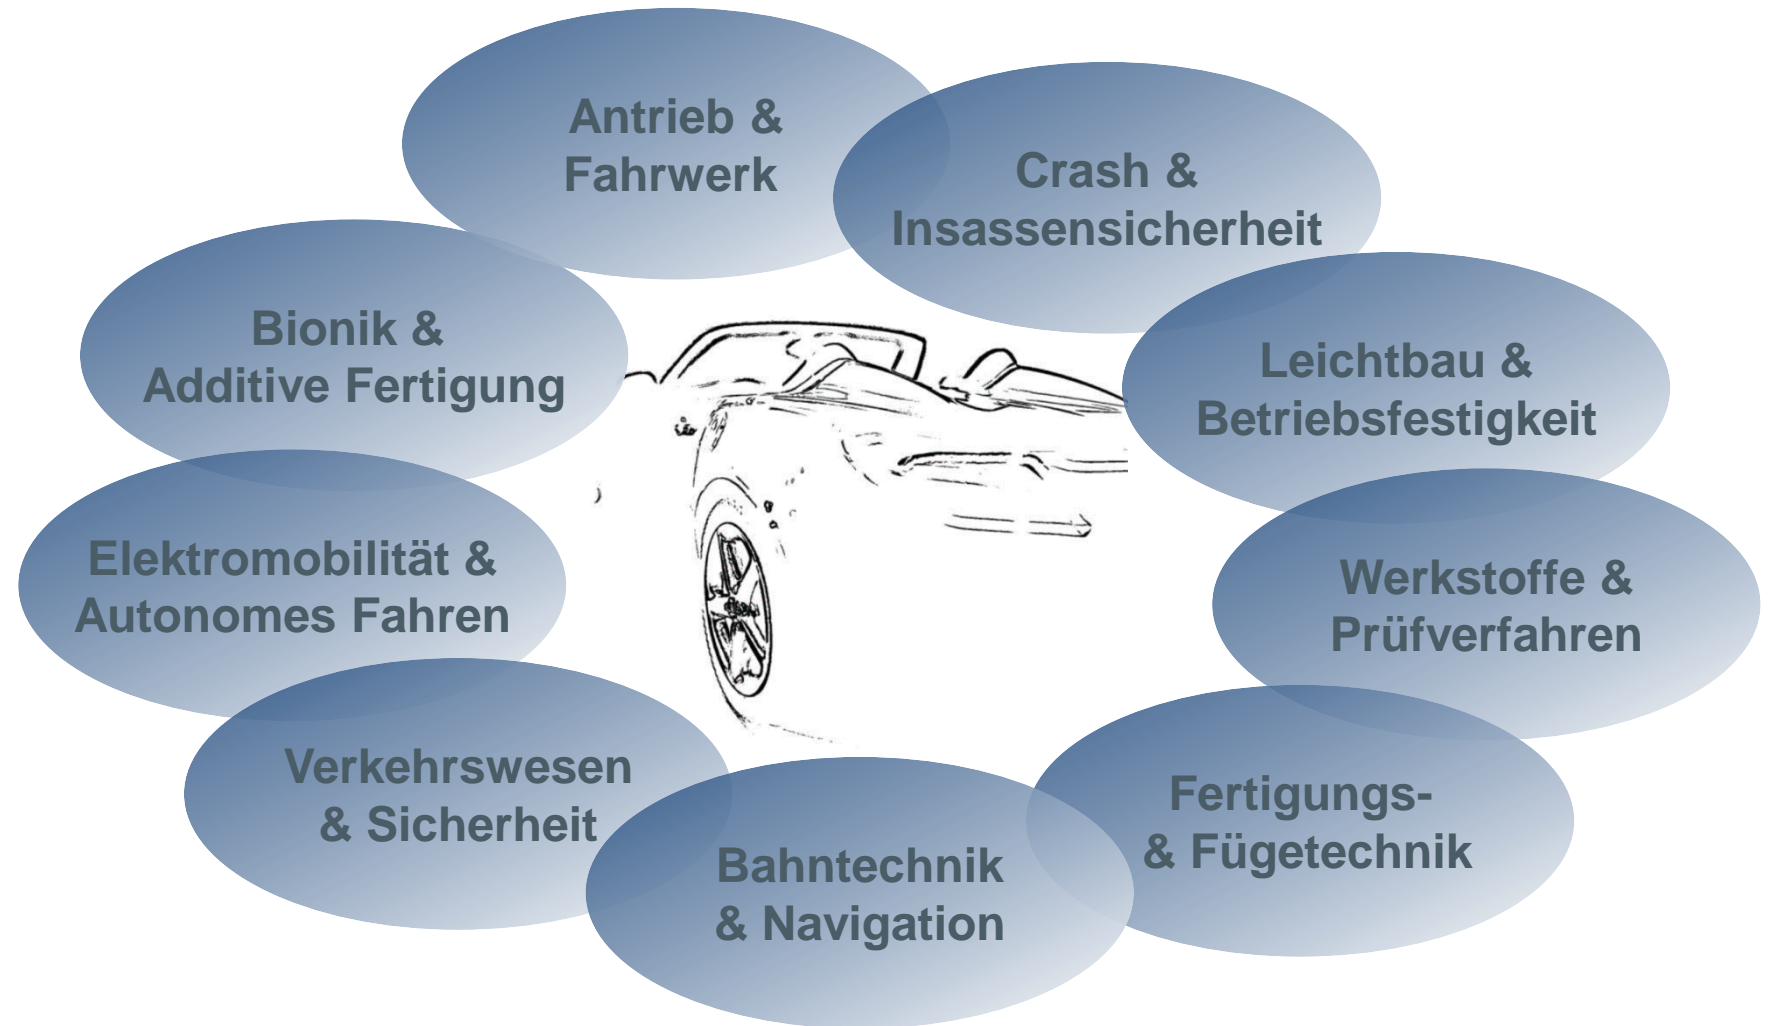 Antrieb &
Fahrwerk
Crash &
Insassensicherheit
Bionik &
Additive Fertigung
Leichtbau &
Betriebsfestigkeit
Elektromobilität &
Autonomes Fahren
Werkstoffe &
Prüfverfahren
Verkehrswesen
& Sicherheit
Fertigungs-
& Fügetechnik
Bahntechnik
& Navigation